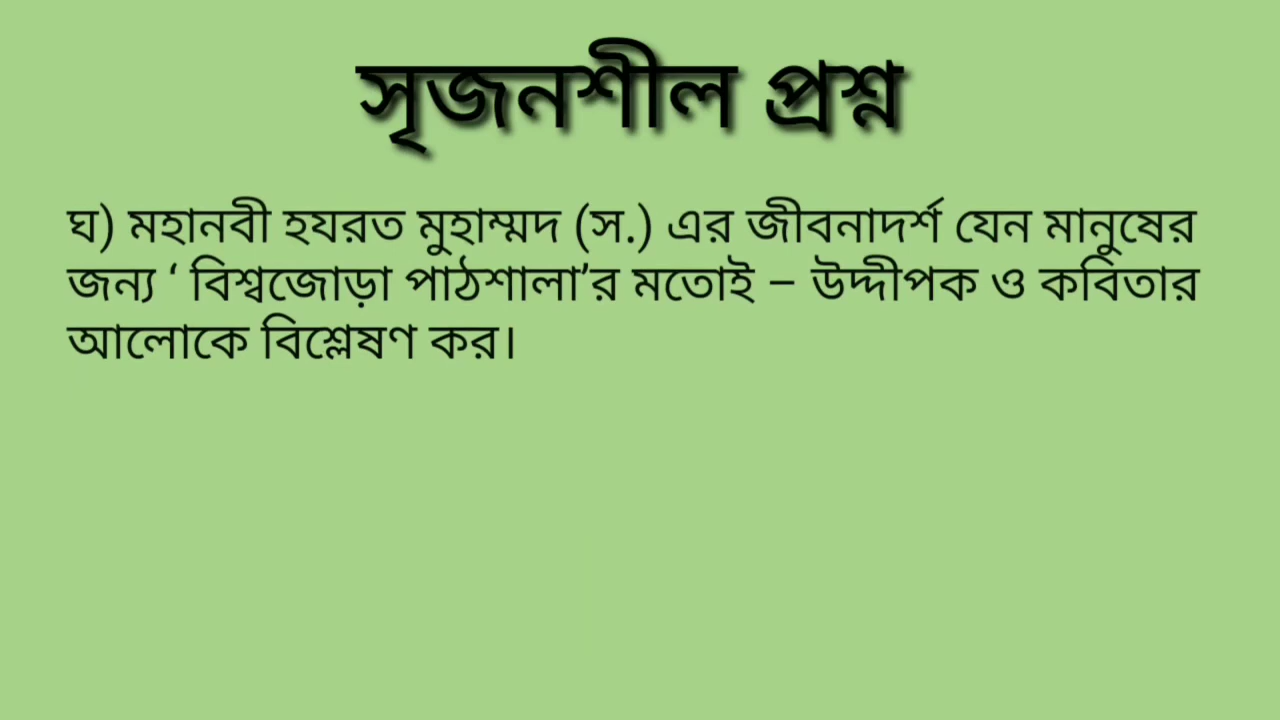 সৃজনশীল প্রশ্ন
ঘ) মহানবী হযরত মুহাম্মদ (স.) এর জীবনাদর্শ যেন মানুষের
জন্য ‘ বিশ্বজোড়া পাঠশালা’র মতোই – উদ্দীপক ও কবিতার
আলোকে বিশ্লেষণ কর।